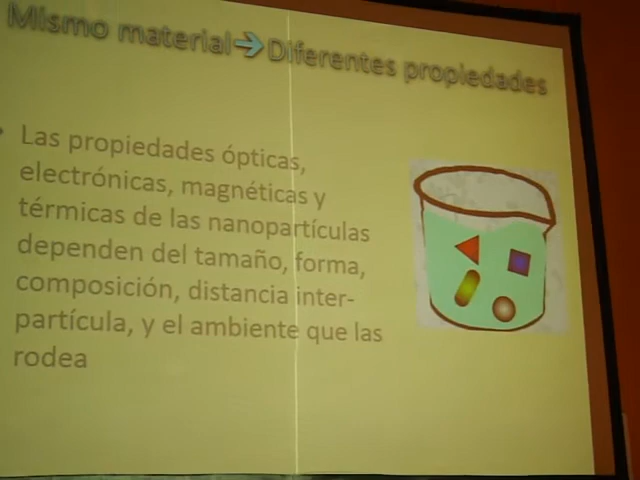 Mismo material→Diferentes propiedades
• Las propiedades ópticas,
electrónicas, magnéticas y
térmicas de las nanopartículas
dependen del tamaño, forma,
composición, distancia inter-
partícula, y el ambiente que las
rodea